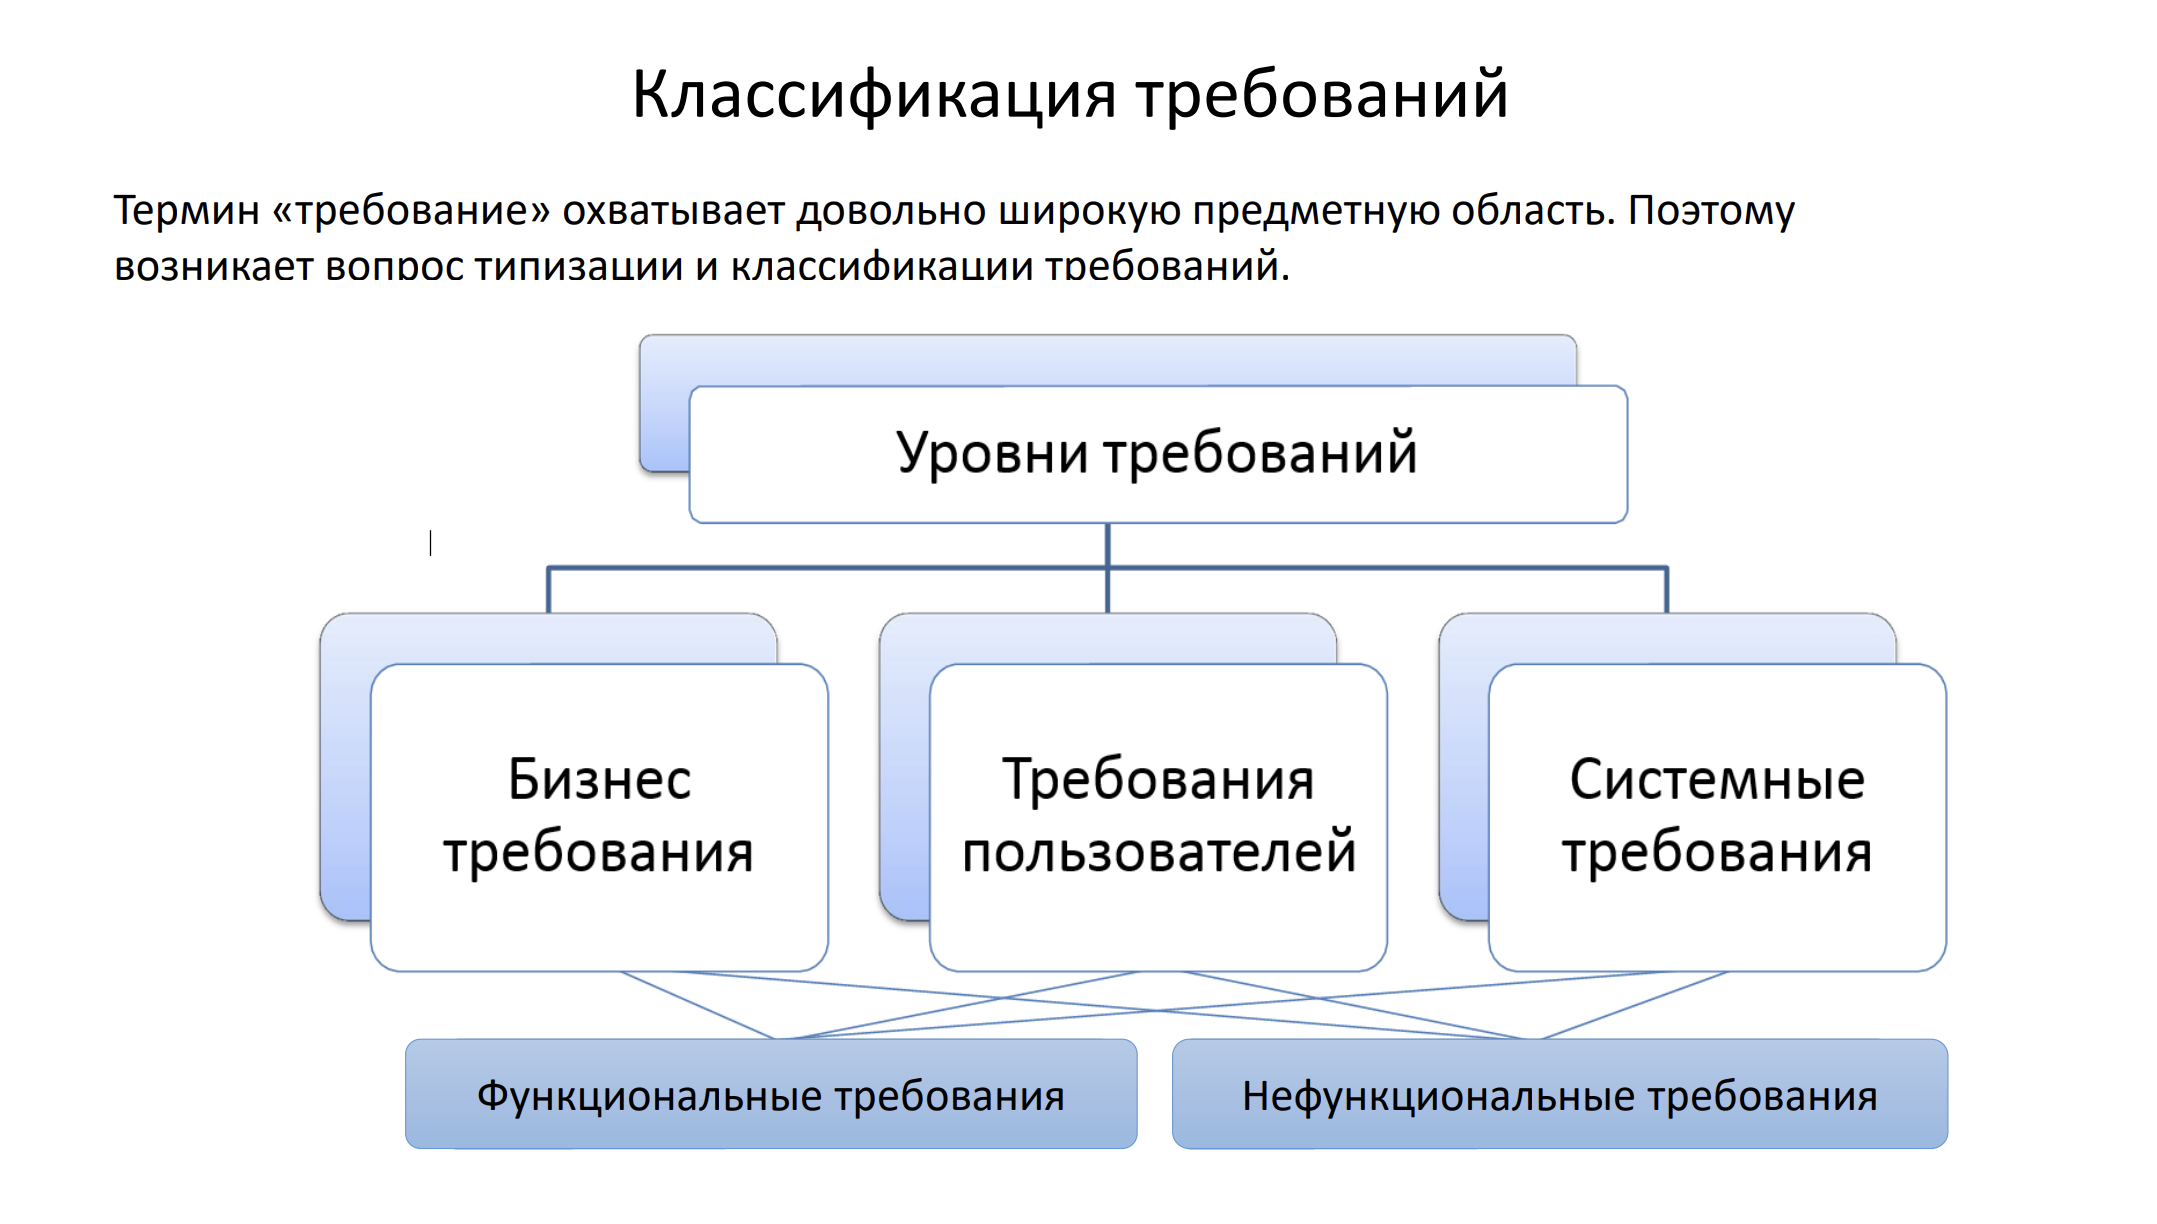 Классификация требований
Термин «требование» охватывает довольно широкую предметную область. Поэтому
возникает вопрос типизации и классификации требований.
Уровни требований
Бизнес
требования
Требования
пользователей
Системные
требования
Функциональные требования
Нефункциональные требования